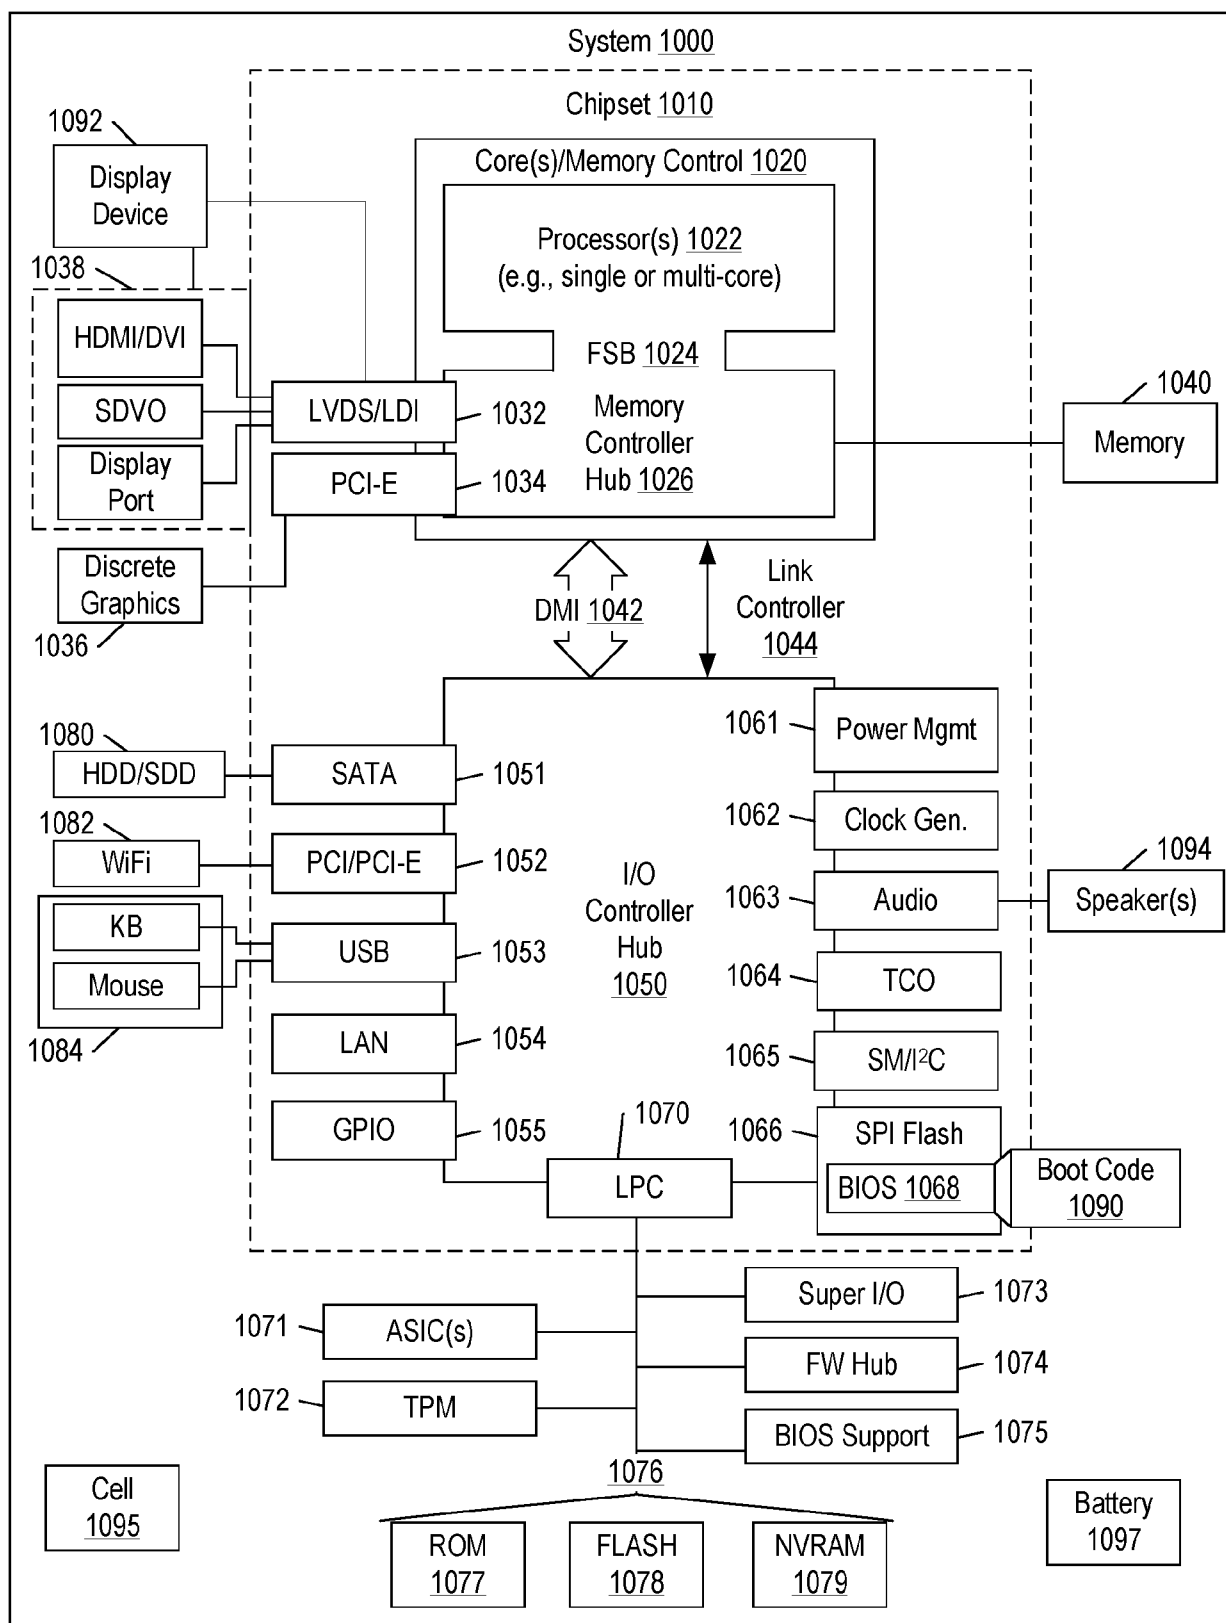 System 1000
Chipset 1010
1092
Display
Device
Core(s)/Memory Control 1020
Processor(s) 1022
(e.g., single or multi-core)
1038
HDMI/DVI
SDVO
Display
Port
FSB 1024
Memory
Controller
Hub 1026
LVDS/LDI
1032
PCI-E
1034
1040
Memory
Discrete
Graphics
1036
DMI 1042
Link
Controller
1044
1080
HDD/SDD
1082
WiFi
KB
Mouse
1084
SATA
1051
PCI/PCI-E
1052
USB
1053
LAN
1054
GPIO
1055
I/O
Controller
Hub
1050
1061
Power Mgmt
1062
Clock Gen.
1063
Audio
1094
Speaker(s)
1064
TCO
1065
SM/I²C
1066
SPI Flash
BIOS 1068
Boot Code
1090
1070
LPC
1071
ASIC(s)
1072
TPM
Super I/O
1073
FW Hub
1074
BIOS Support
1075
1076
Cell
1095
ROM
1077
FLASH
1078
NVRAM
1079
Battery
1097